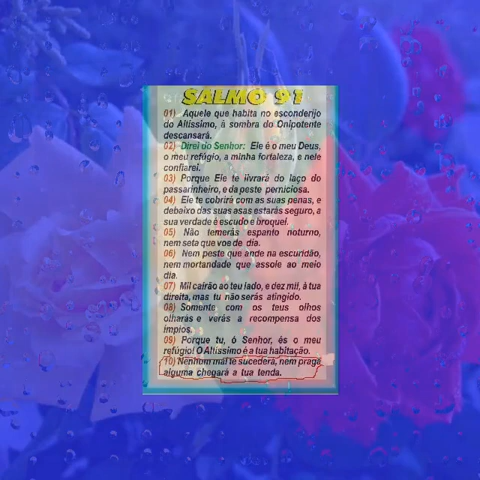 SALMO 91
01) Aquele que habita no esconderijo
do Altíssimo, à sombra do Onipotente
descansará.
02) Direi do Senhor: Ele é o meu Deus,
o meu refúgio, a minha fortaleza, e nele
confiarei.
03) Porque Ele te livrará do laço do
passarinheiro, e da peste perniciosa.
04) Ele te cobrirá com as suas penas, e
debaixo das suas asas estarás seguro, a
sua verdade é escudo e broquel.
05) Não temerás espanto noturno,
nem seta que voe de dia.
06) Nem peste que ande na escuridão,
nem mortandade que assole ao meio
dia.
07) Mil cairão ao teu lado, e dez mil, à tua
direita, mas tu não serás atingido.
08) Somente com os teus olhos
olharás e verás a recompensa dos
ímpios.
09) Porque tu, ó Senhor, és o meu
refúgio! O Altíssimo é a tua habitação.
10) Nenhum mal te sucederá, nem praga
alguma chegará a tua tenda.